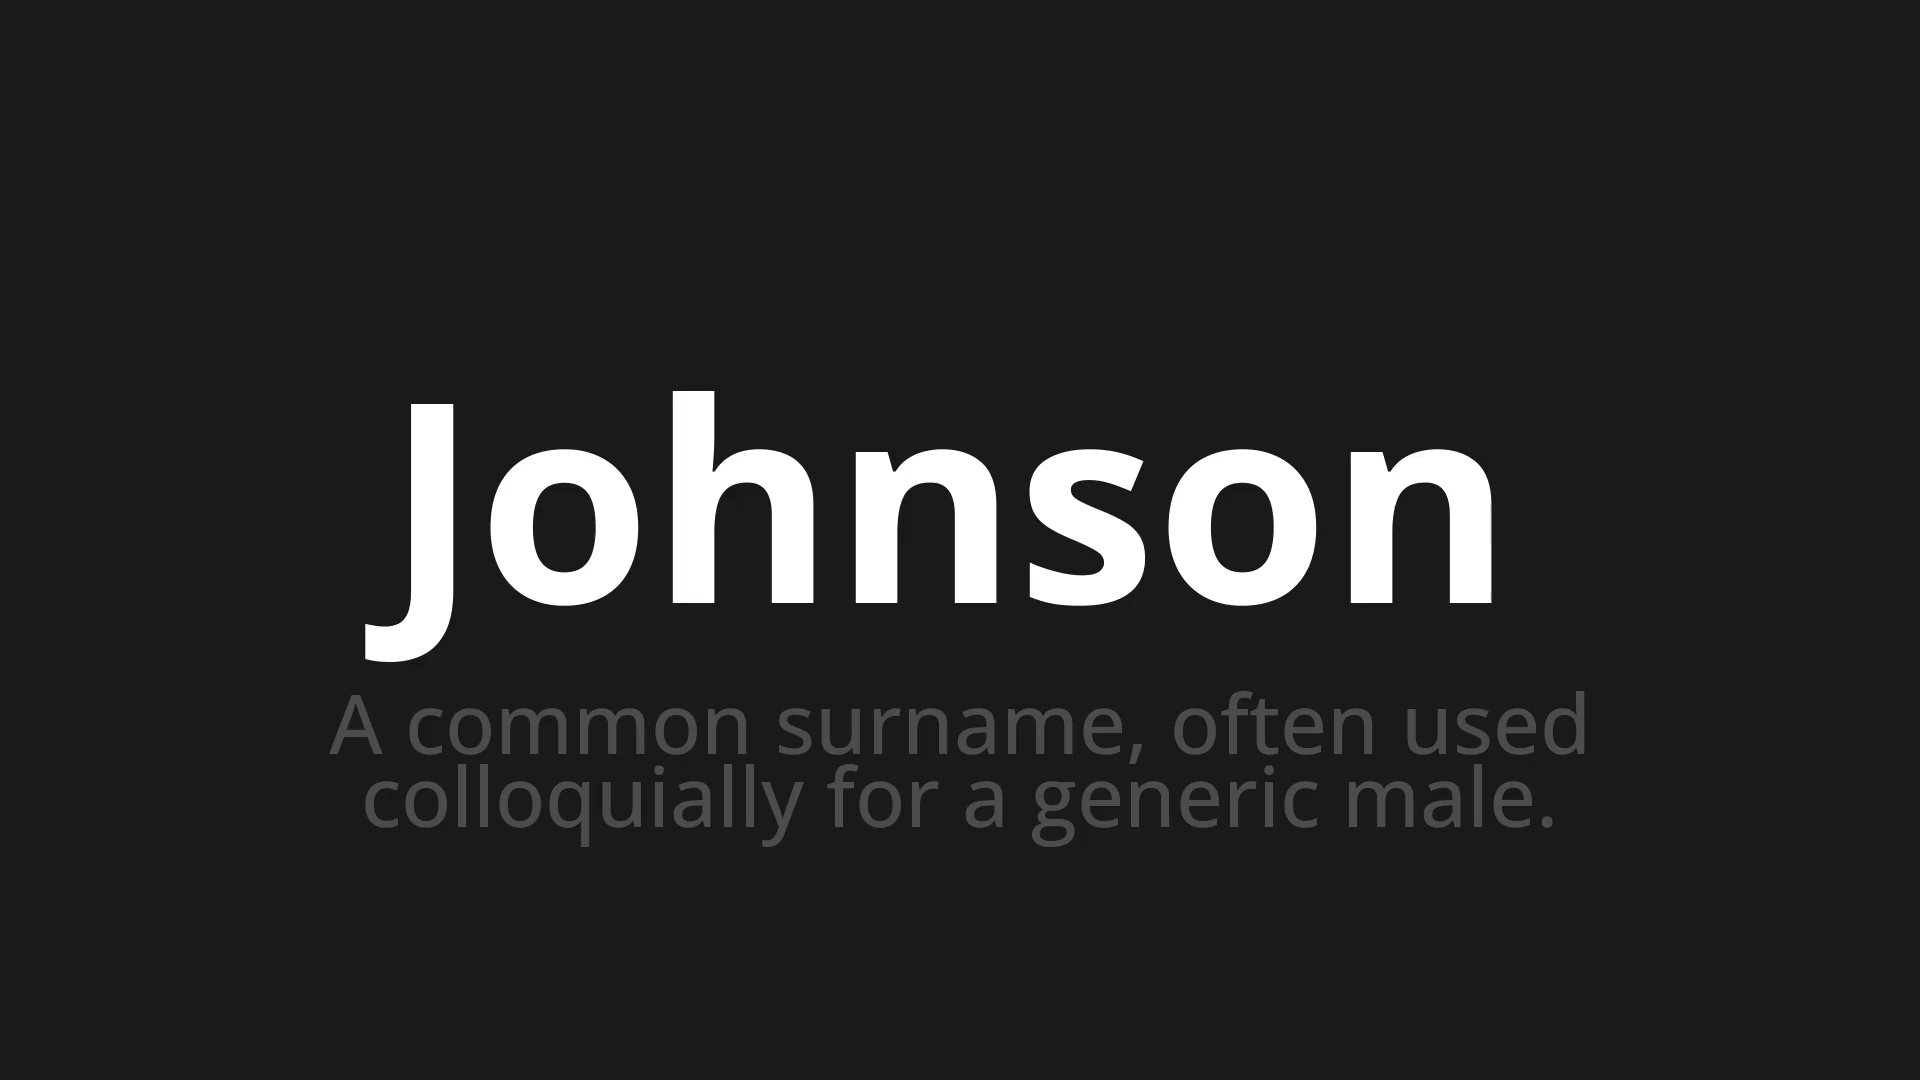 Johnson
A common surname, often used
colloquially for a generic male.